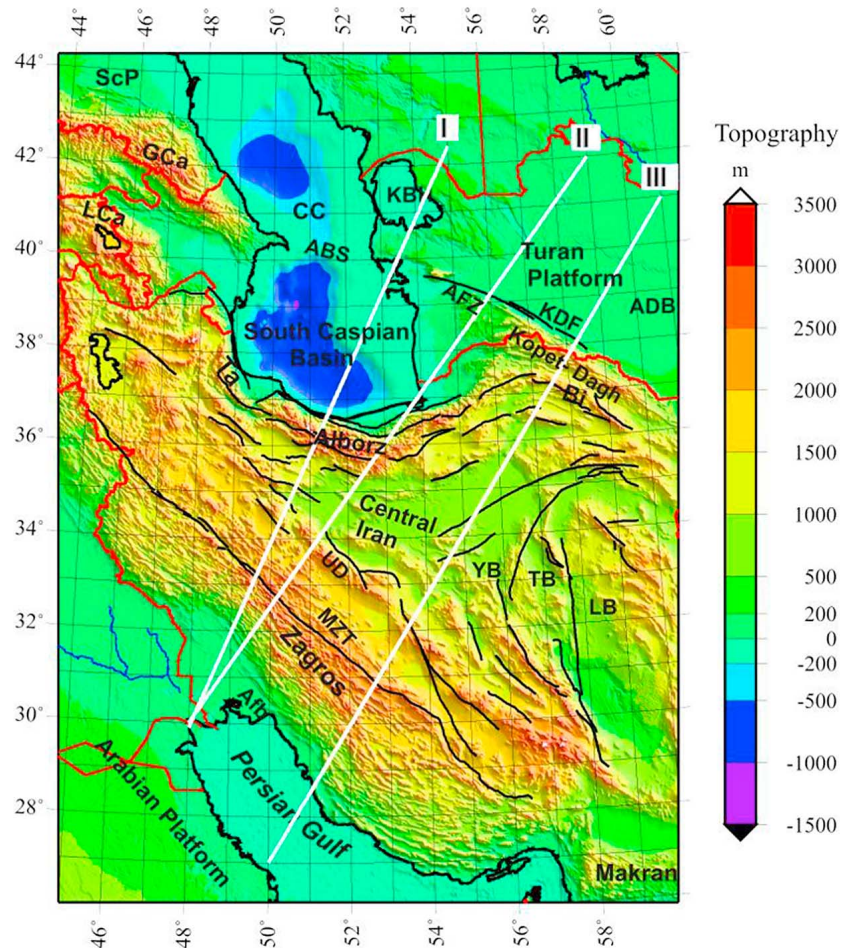 44° 46° 48° 50° 52° 54° 56° 58° 60°
44°
ScP
I
II
III
Topography
m
GCa
42°
KB
LCa
CC
40°
ABS
Turan
Platform
AFZ
KDF
ADB
38°
South Caspian
Basin
Kopet- Dagh
Ta
Bi
36°
Alborz
Central
Iran
34°
UD
YB
TB
LB
32°
MZT
Zagros
30°
Afb
Arabian Platform
Persian Gulf
28°
Makran
46° 48° 50° 52° 54° 56° 58°
3500
3000
2500
2000
1500
1000
500
200
0
-200
-500
-1000
-1500